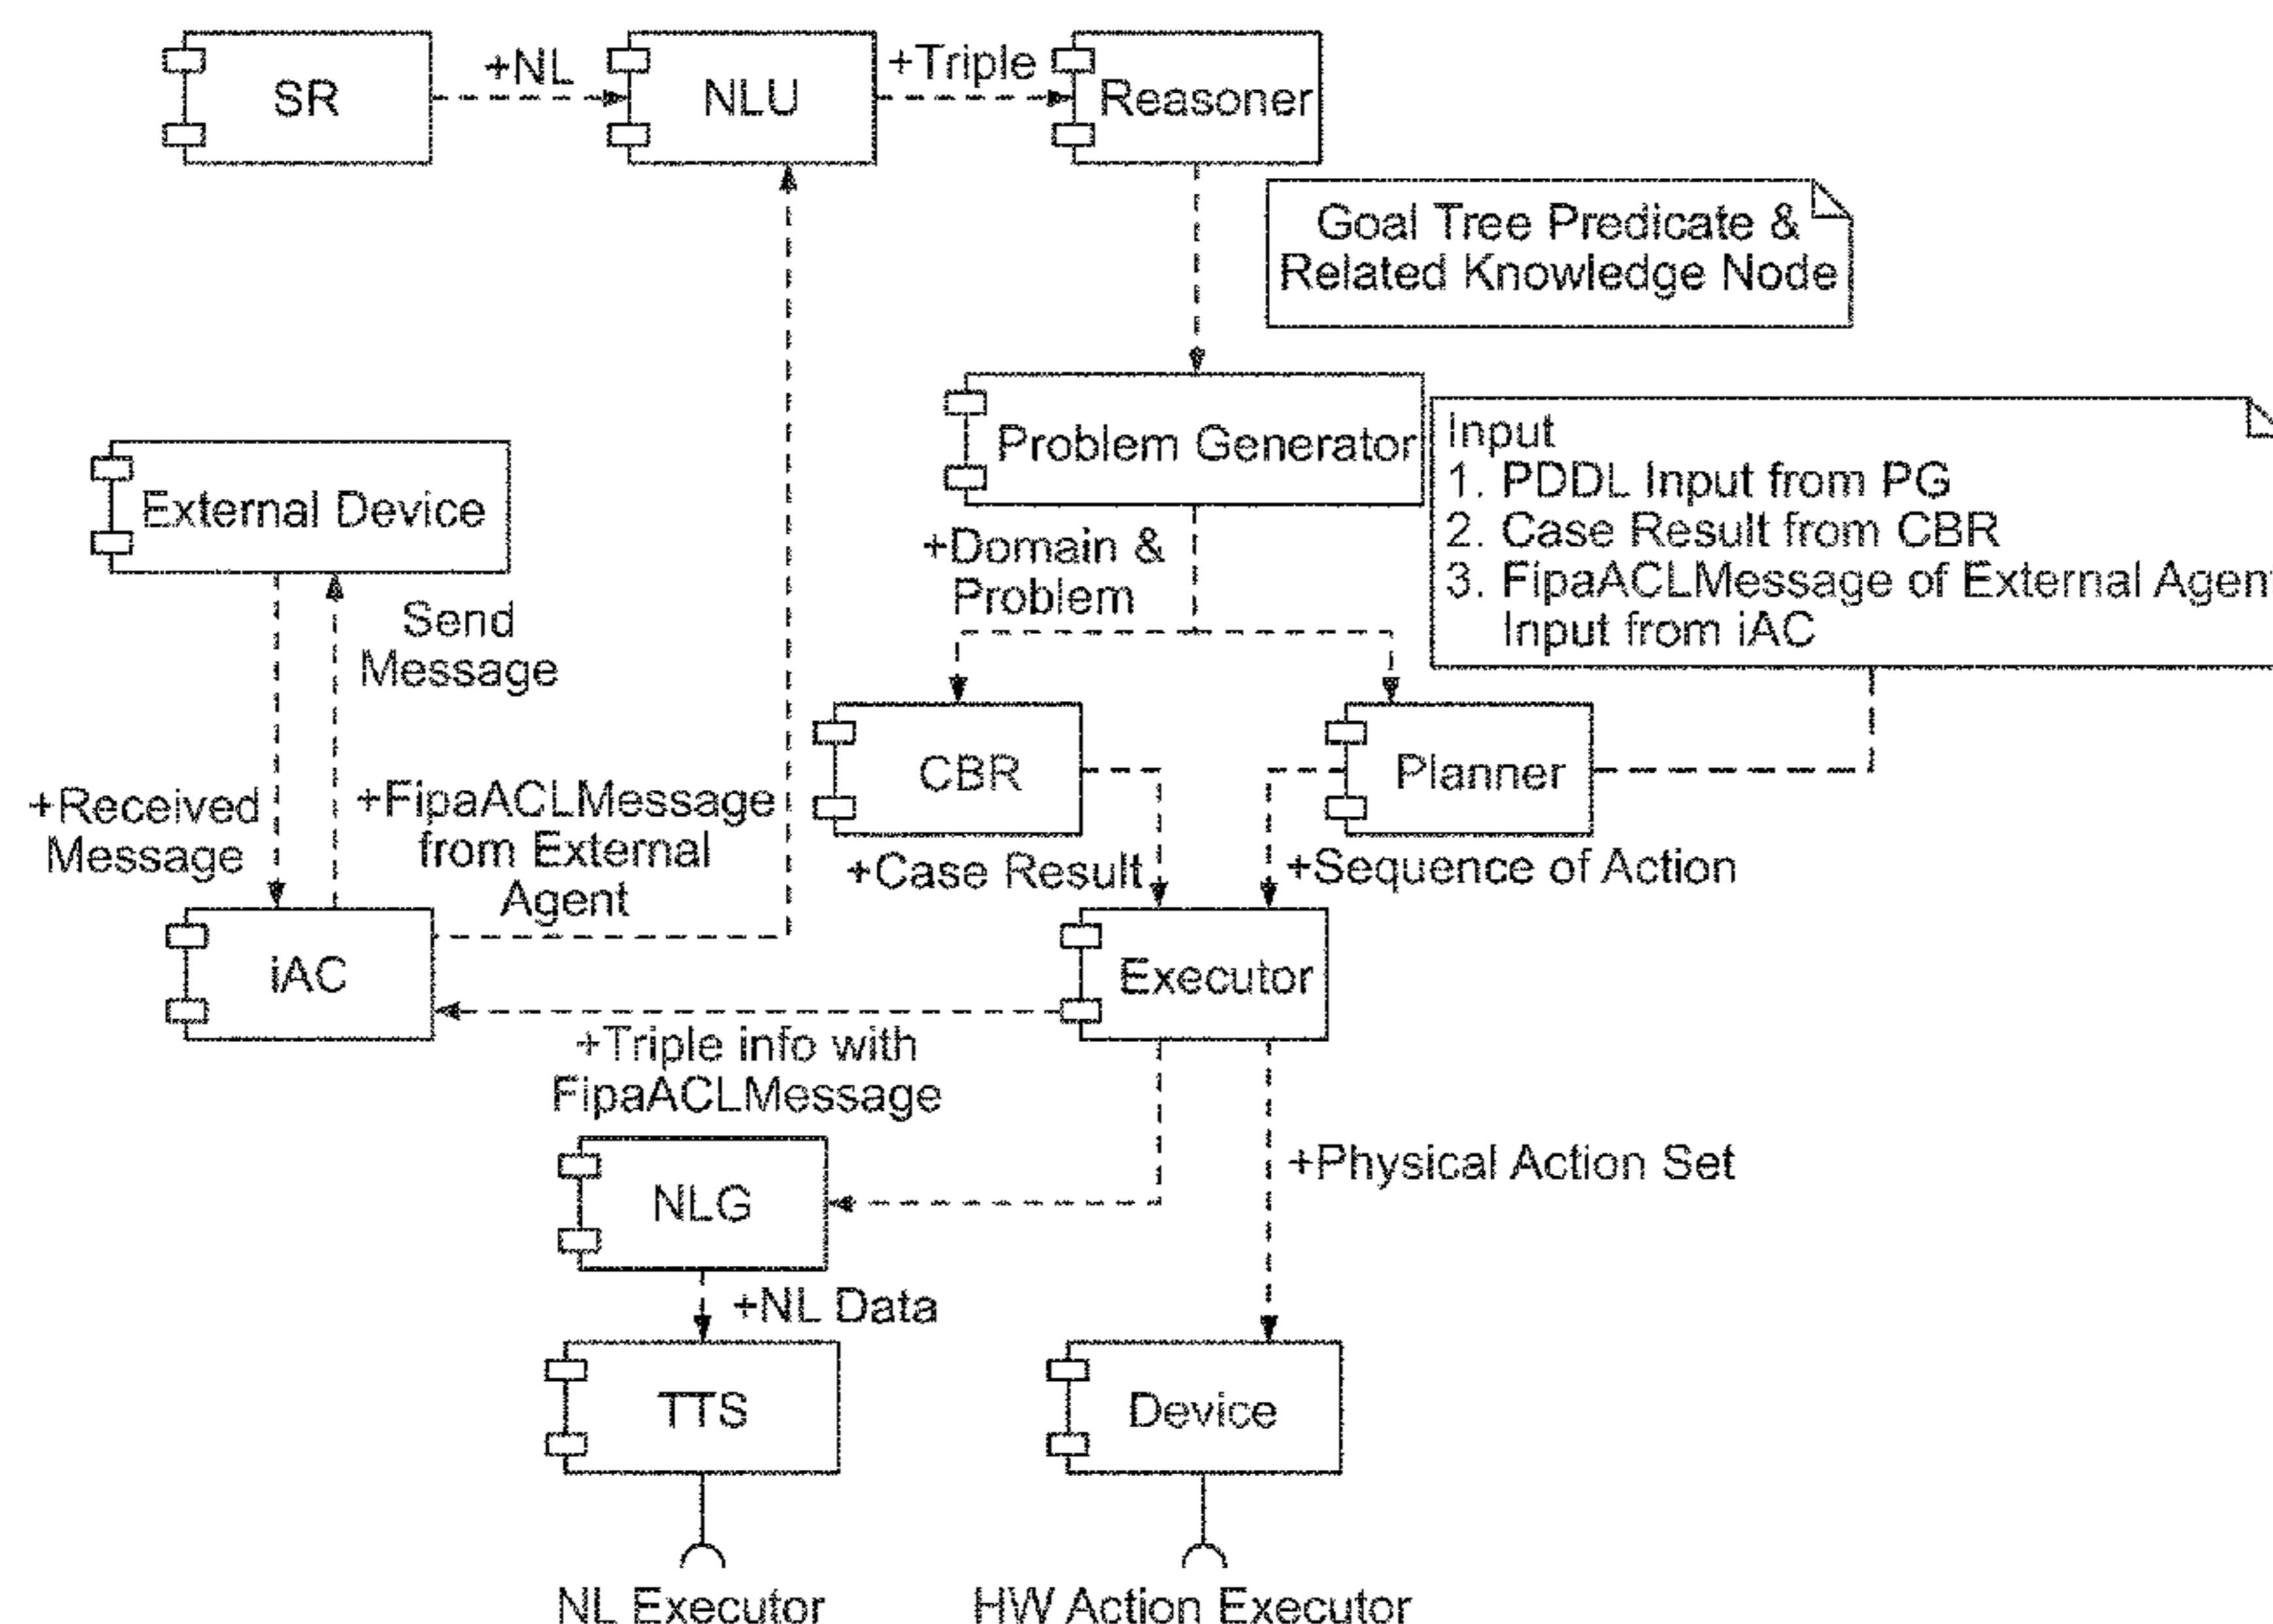 SR
+NL
NLU
+Triple
Reasoner
Goal Tree Predicate &
Related Knowledge Node
Problem Generator
Input
1. PDDL Input from PG
2. Case Result from CBR
3. FipaACLMessage of External Agent
Input from iAC
External Device
+Domain &
Problem
Send
Message
CBR
Planner
+Received
Message
+FipaACLMessage
from External
Agent
+Case Result
+Sequence of Action
iAC
Executor
+Triple info with
FipaACLMessage
NLG
+Physical Action Set
+NL Data
TTS
Device
NL Executor
HW Action Executor